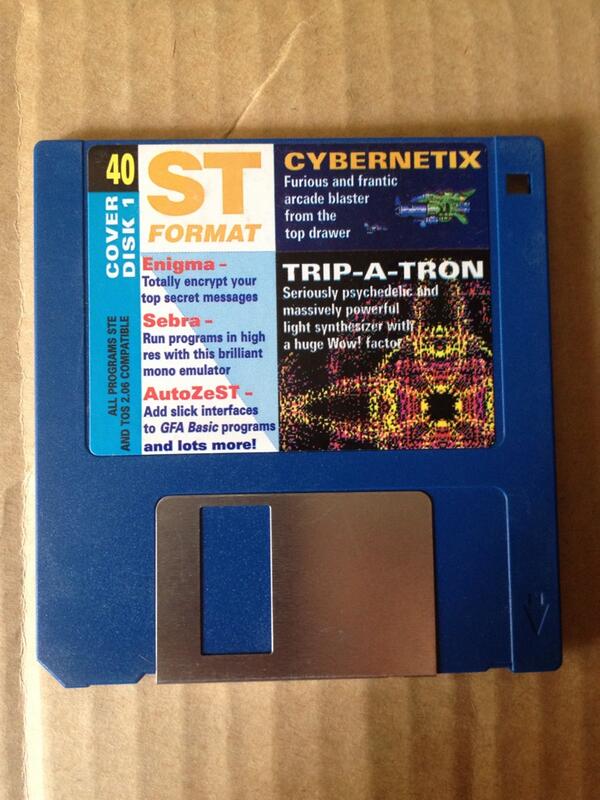 40
COVER
DISK 1
ALL PROGRAMS STE
AND TOS 2.06 COMPATIBLE
ST
FORMAT
Enigma –
Totally encrypt your
top secret messages
Sebra –
Run programs in high
res with this brilliant
mono emulator
AutoZeST –
Add slick interfaces
to GFA Basic programs
and lots more!
CYBERNETIX
Furious and frantic
arcade blaster
from the
top drawer
TRIP-A-TRON
Seriously psychedelic and
massively powerful
light synthesizer with
a huge Wow! factor